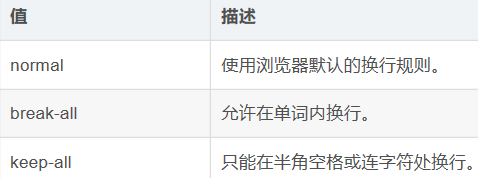 值 描述
normal 使用浏览器默认的换行规则。
break-all 允许在单词内换行。
keep-all 只能在半角空格或连字符处换行。